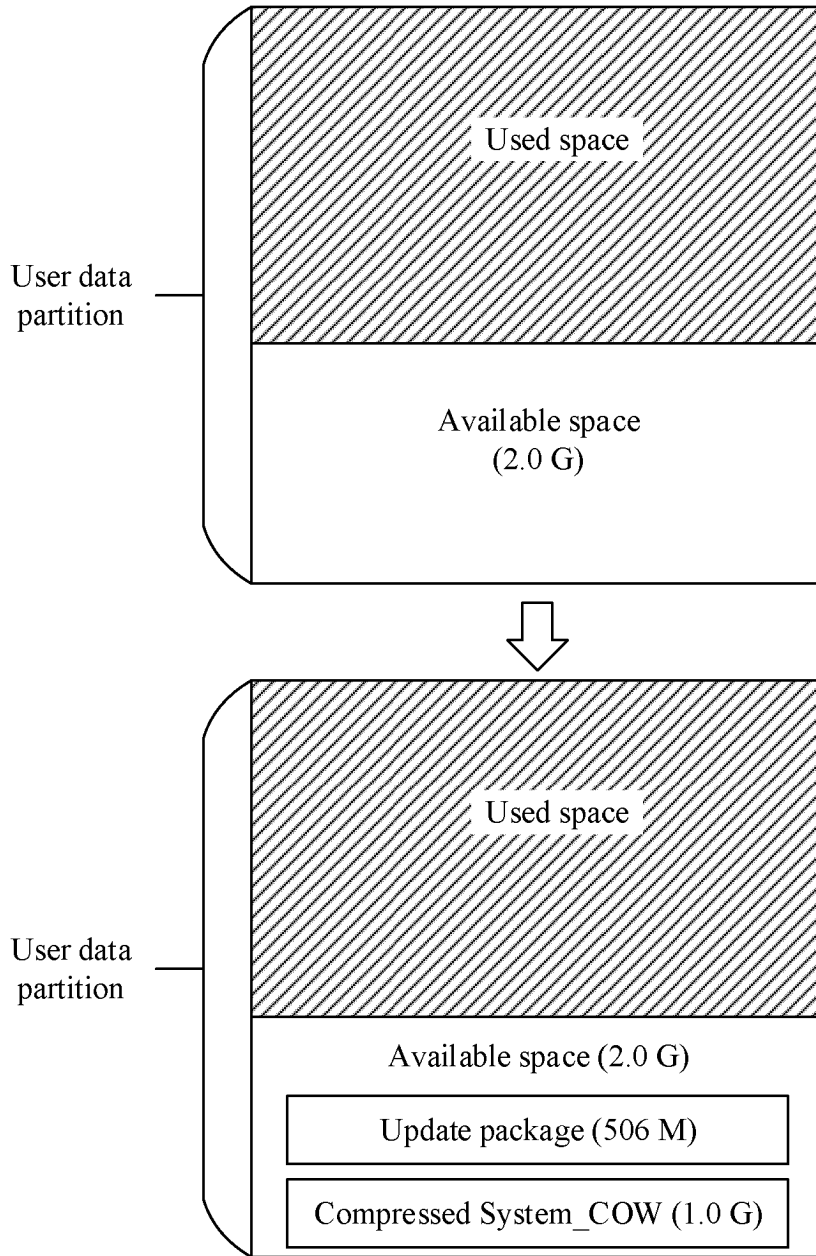 Used space
User data
partition
Available space
(2.0 G)
Used space
User data
partition
Available space (2.0 G)
Update package (506 M)
Compressed System_COW (1.0 G)